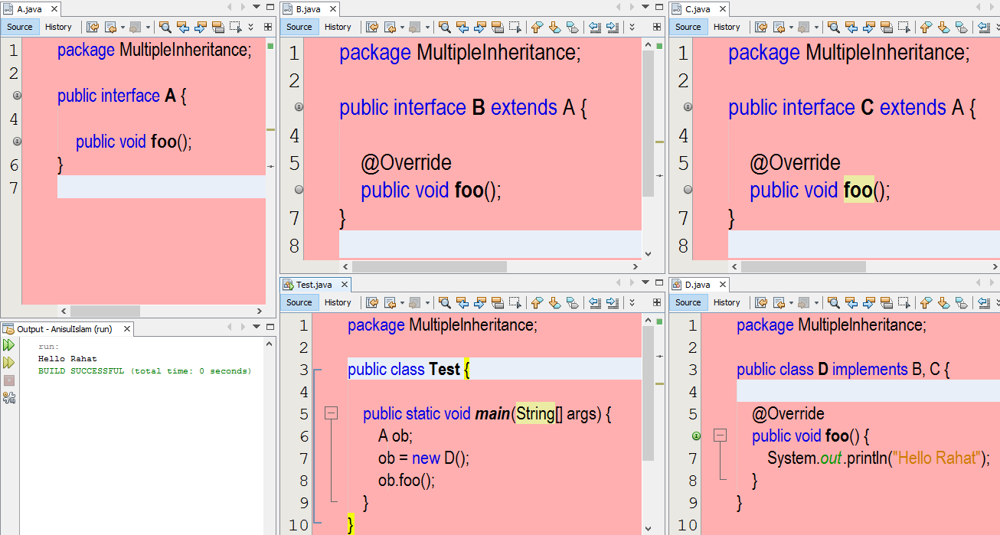 A.java
Source History
1 package MultipleInheritance;
2
public interface A {
4
public void foo();
6 }
7
B.java
Source History
1 package MultipleInheritance;
2
public interface B extends A {
4
5 @Override
public void foo();
7 }
8
C.java
Source History
1 package MultipleInheritance;
2
public interface C extends A {
4
5 @Override
public void foo();
7 }
8
Output - AnisulIslam (run)
run:
Hello Rahat
BUILD SUCCESSFUL (total time: 0 seconds)
Test.java
Source History
1 package MultipleInheritance;
2
3 public class Test {
4
5 public static void main(String[] args) {
6 A ob;
7 ob = new D();
8 ob.foo();
9 }
10 }
D.java
Source History
1 package MultipleInheritance;
2
3 public class D implements B, C {
4
5 @Override
public void foo() {
7 System.out.println("Hello Rahat");
8 }
9 }
10